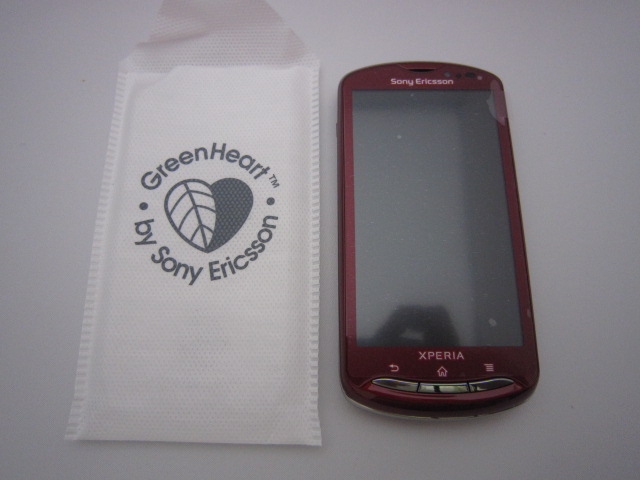 GreenHeart™
• by Sony Ericsson •
Sony Ericsson
XPERIA